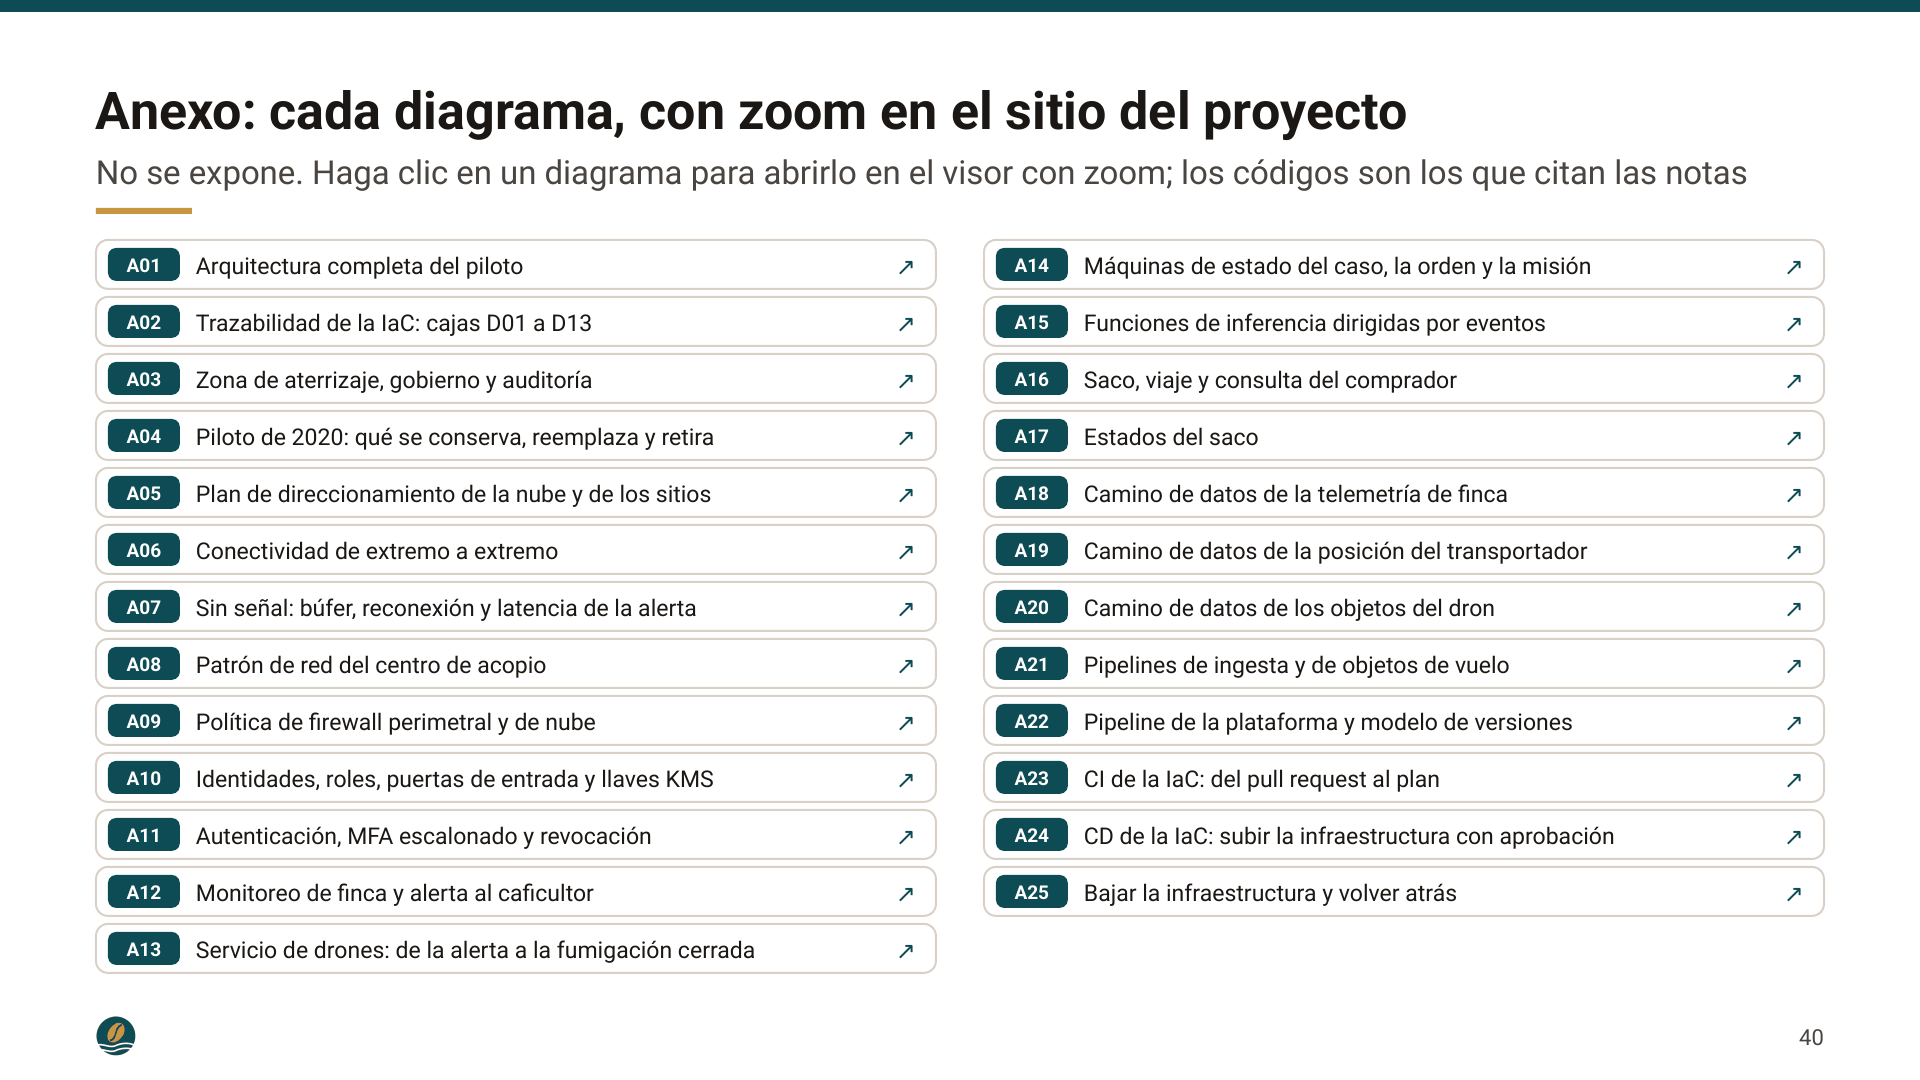 Anexo: cada diagrama, con zoom en el sitio del proyecto
No se expone. Haga clic en un diagrama para abrirlo en el visor con zoom; los códigos son los que citan las notas
A01 Arquitectura completa del piloto ↗
A02 Trazabilidad de la IaC: cajas D01 a D13 ↗
A03 Zona de aterrizaje, gobierno y auditoría ↗
A04 Piloto de 2020: qué se conserva, reemplaza y retira ↗
A05 Plan de direccionamiento de la nube y de los sitios ↗
A06 Conectividad de extremo a extremo ↗
A07 Sin señal: búfer, reconexión y latencia de la alerta ↗
A08 Patrón de red del centro de acopio ↗
A09 Política de firewall perimetral y de nube ↗
A10 Identidades, roles, puertas de entrada y llaves KMS ↗
A11 Autenticación, MFA escalonado y revocación ↗
A12 Monitoreo de finca y alerta al caficultor ↗
A13 Servicio de drones: de la alerta a la fumigación cerrada ↗
A14 Máquinas de estado del caso, la orden y la misión ↗
A15 Funciones de inferencia dirigidas por eventos ↗
A16 Saco, viaje y consulta del comprador ↗
A17 Estados del saco ↗
A18 Camino de datos de la telemetría de finca ↗
A19 Camino de datos de la posición del transportador ↗
A20 Camino de datos de los objetos del dron ↗
A21 Pipelines de ingesta y de objetos de vuelo ↗
A22 Pipeline de la plataforma y modelo de versiones ↗
A23 CI de la IaC: del pull request al plan ↗
A24 CD de la IaC: subir la infraestructura con aprobación ↗
A25 Bajar la infraestructura y volver atrás ↗
40